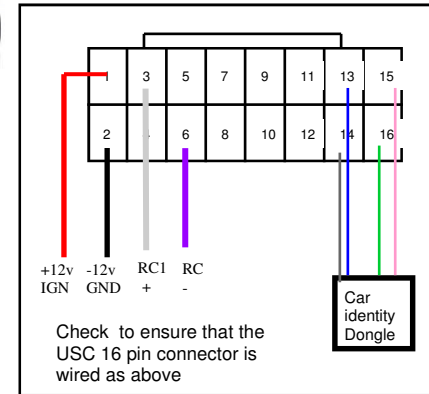 1 3 5 7 9 11 13 15
2 6 8 10 12 14 16
+12v -12v RC1 RC
IGN GND + -
Car
identity
Dongle
Check to ensure that the
USC 16 pin connector is
wired as above